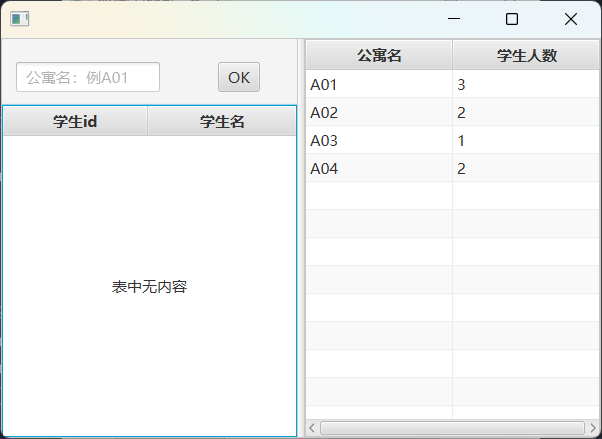 公寓名：例A01
OK
学生id 学生名
表中无内容
公寓名 学生人数
A01 3
A02 2
A03 1
A04 2